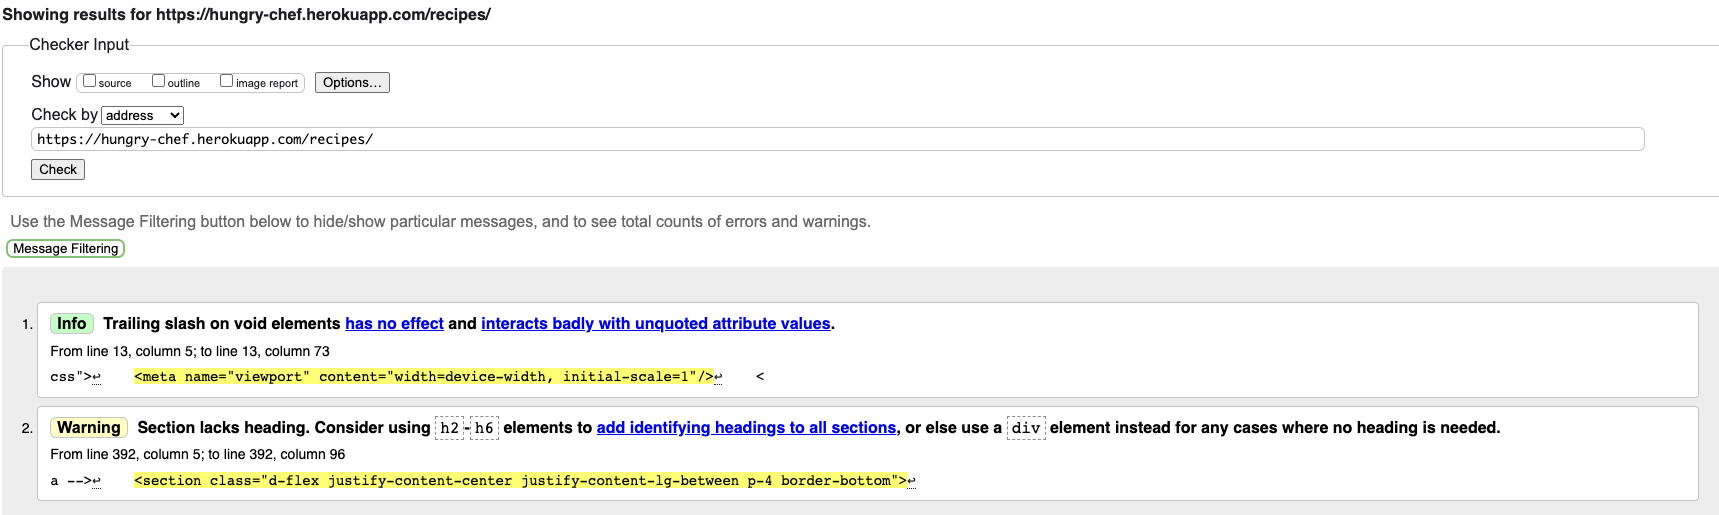 Showing results for https://hungry-chef.herokuapp.com/recipes/
Checker Input
Show source outline image report Options...
Check by address
https://hungry-chef.herokuapp.com/recipes/
Check
Use the Message Filtering button below to hide/show particular messages, and to see total counts of errors and warnings.
Message Filtering
1. Info Trailing slash on void elements has no effect and interacts badly with unquoted attribute values.
From line 13, column 5; to line 13, column 73
css">↩ <meta name="viewport" content="width=device-width, initial-scale=1"/>↩ <
2. Warning Section lacks heading. Consider using h2-h6 elements to add identifying headings to all sections, or else use a div element instead for any cases where no heading is needed.
From line 392, column 5; to line 392, column 96
a -->↩ <section class="d-flex justify-content-center justify-content-lg-between p-4 border-bottom">↩